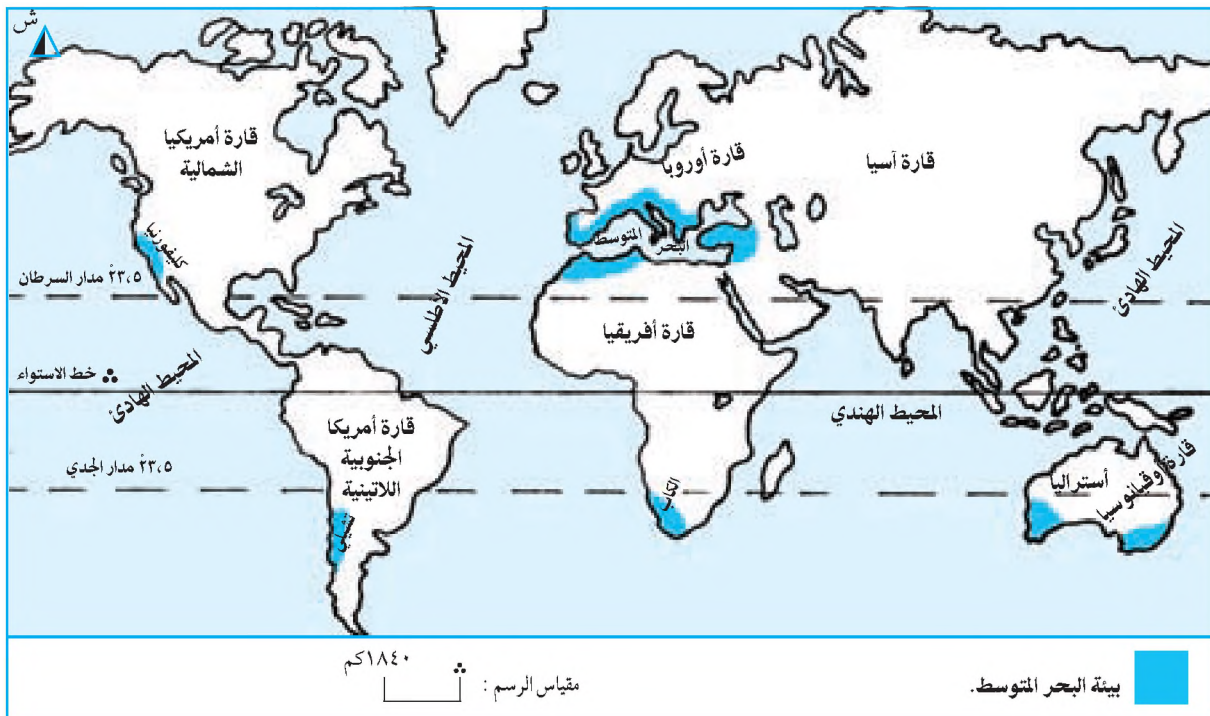 ش
قارة أمريكيا
الشمالية
قارة أوروبا
قارة آسيا
كليفورنيا
البحر المتوسط
المحيط الأطلسي
المحيط الهادئ
٢٣،٥ْ مدار السرطان
قارة أفريقيا
خط الاستواء
المحيط الهادئ
المحيط الهندي
قارة أمريكا
الجنوبية
اللاتينية
٢٣،٥ْ مدار الجدي
تشيلي
الكاب
أستراليا
قارة أوقيانوسيا
بيئة البحر المتوسط.
مقياس الرسم :
١٨٤٠كم